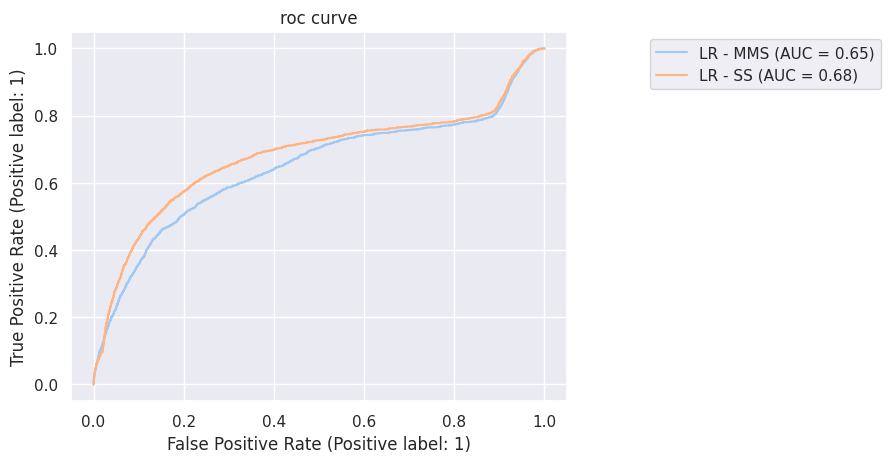 roc curve
LR - MMS (AUC = 0.65)
LR - SS (AUC = 0.68)
True Positive Rate (Positive label: 1)
1.0
0.8
0.6
0.4
0.2
0.0
0.0 0.2 0.4 0.6 0.8 1.0
False Positive Rate (Positive label: 1)